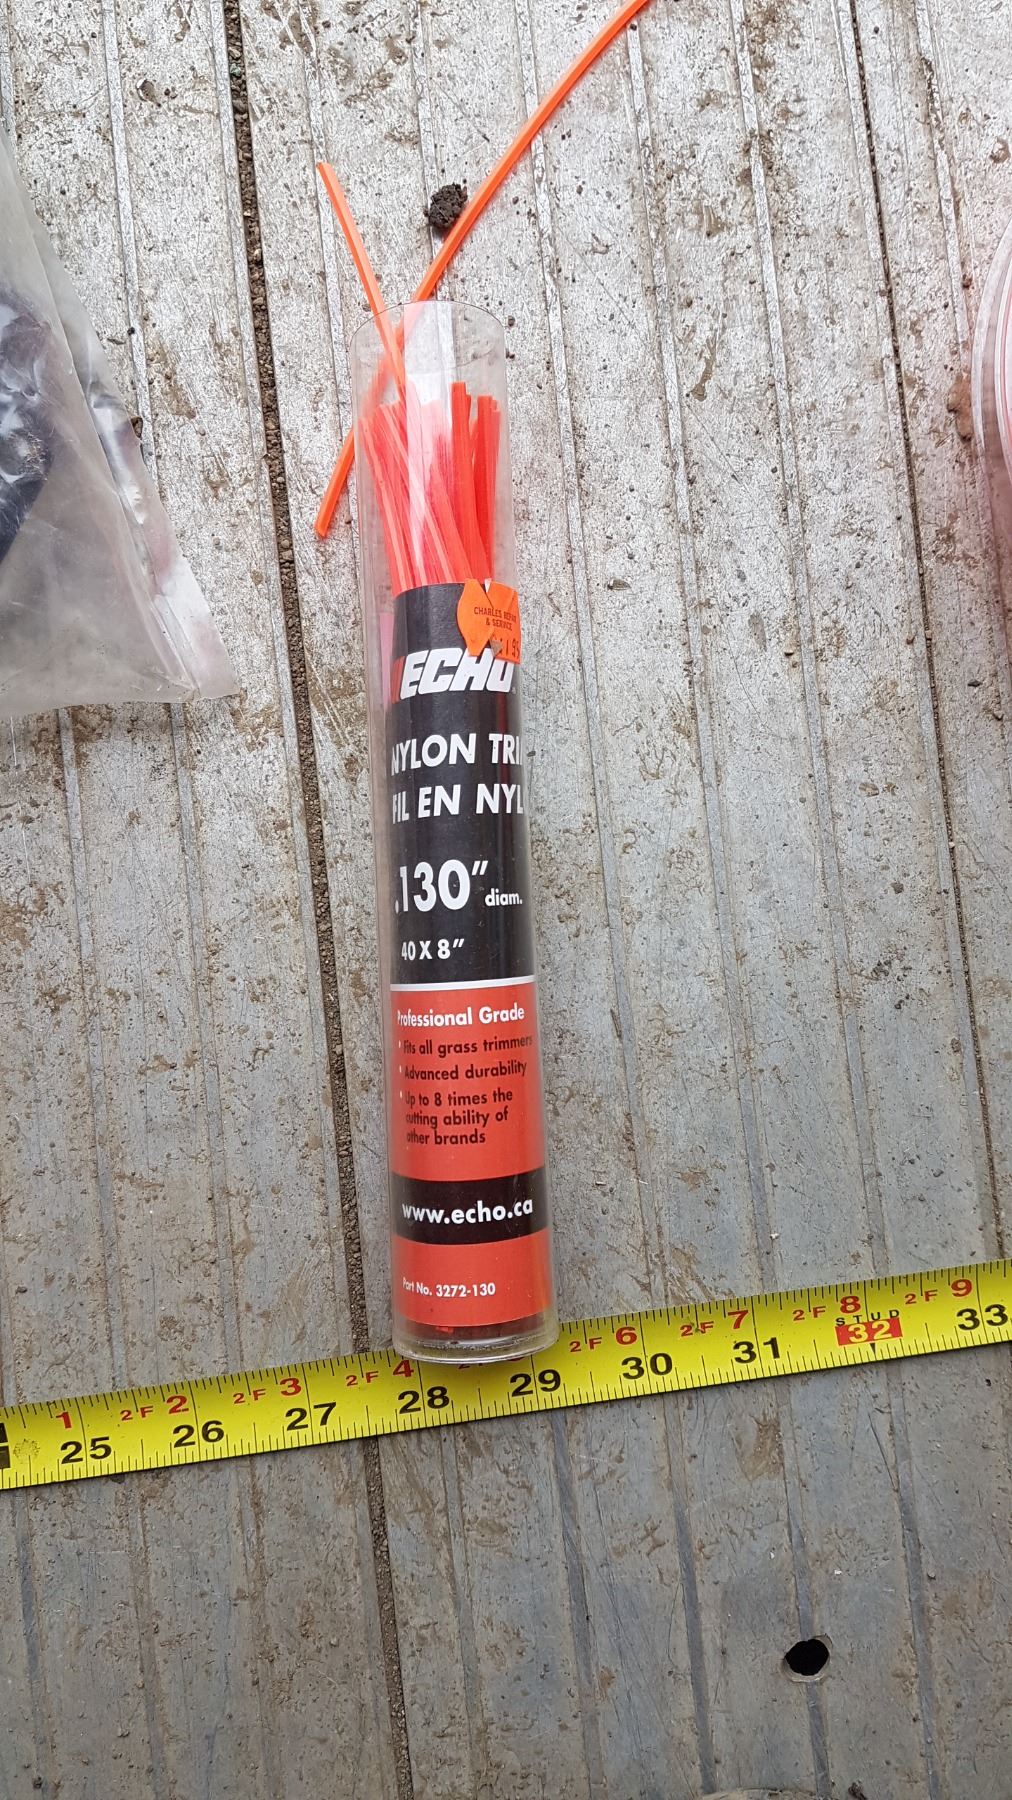 CHARLES REPAIR
& SERVICE
ECHO
NYLON TRI
FIL EN NYL
.130" diam.
40 X 8"
Professional Grade
Fits all grass trimmers
Advanced durability
Up to 8 times the
cutting ability of
other brands
www.echo.ca
Part No. 3272-130
1 2F 2 2F 3 2F 4 2F 6 2F 7 2F 8 2F 9
STUD
25 26 27 28 29 30 31 32 33